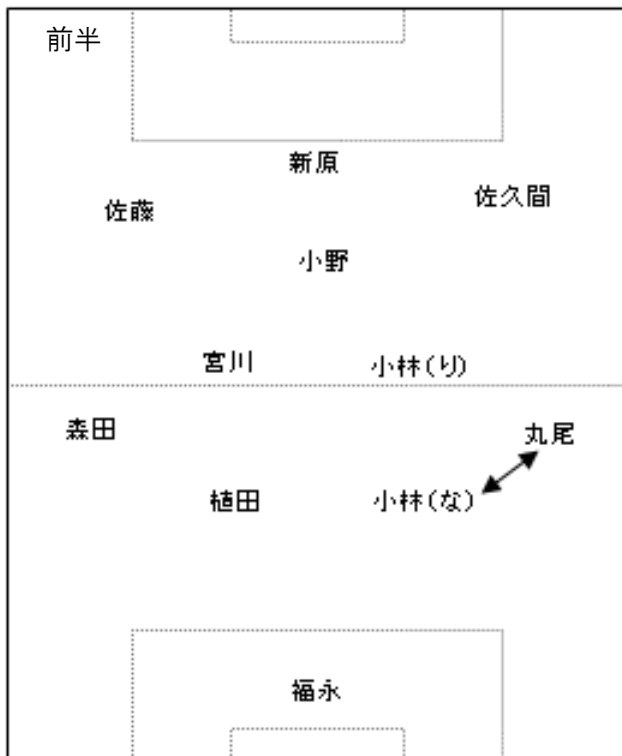 前半
新原
佐久間
佐藤
小野
宮川
小林(り)
森田
丸尾
植田
小林(な)
福永